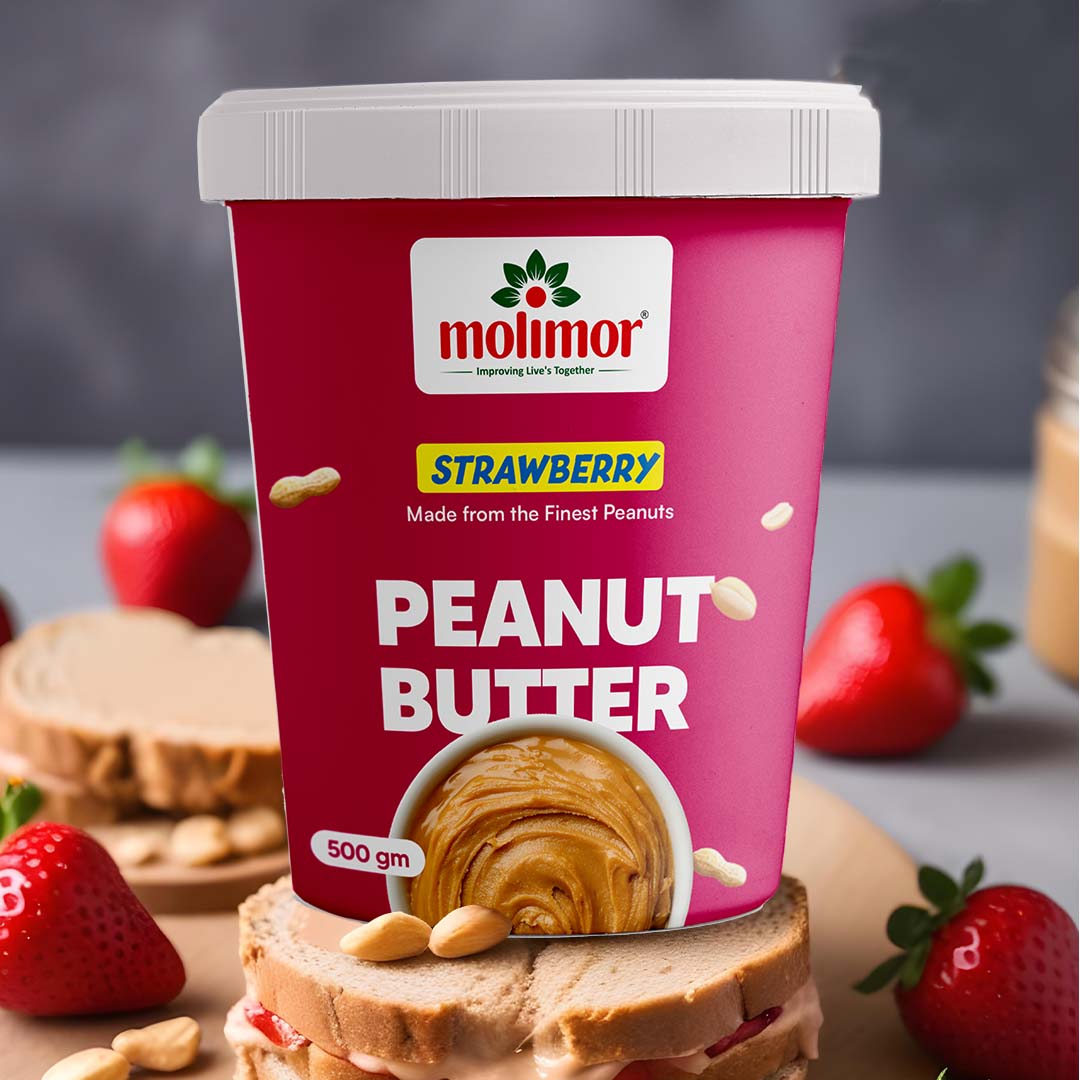 molimor®
Improving Live's Together
STRAWBERRY
Made from the Finest Peanuts
PEANUT
BUTTER
500 gm